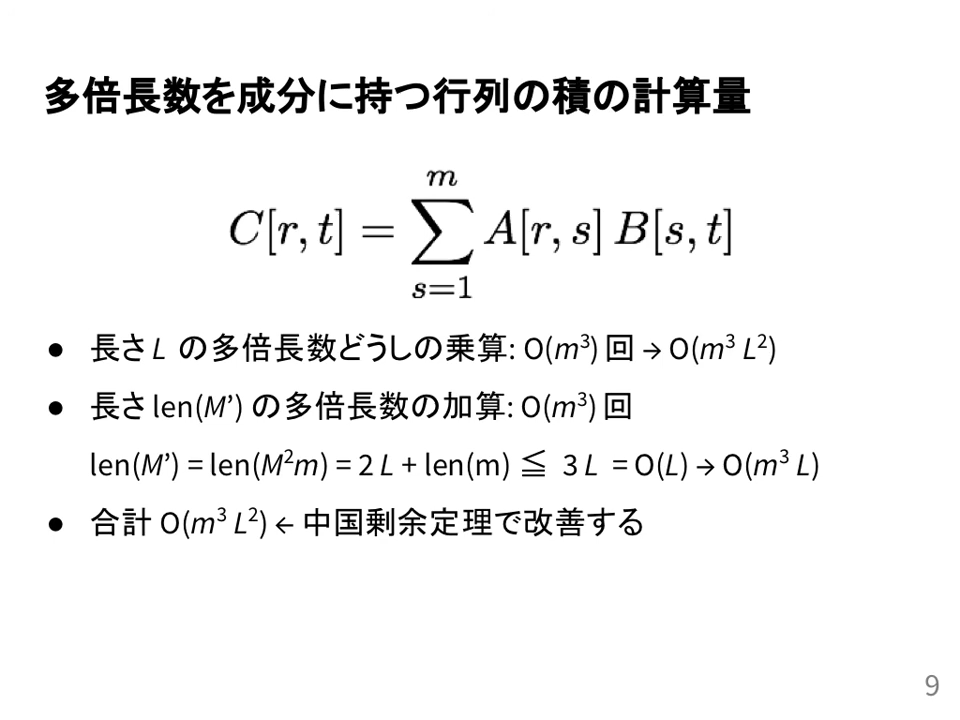 多倍長数を成分に持つ行列の積の計算量
C[r, t] = \sum_{s=1}^{m} A[r, s] B[s, t]
● 長さ L の多倍長数どうしの乗算: O(m³) 回 → O(m³ L²)
● 長さ len(M’) の多倍長数の加算: O(m³) 回
len(M’) = len(M²m) = 2 L + len(m) ≦ 3 L = O(L) → O(m³ L)
● 合計 O(m³ L²) ← 中国剰余定理で改善する
9